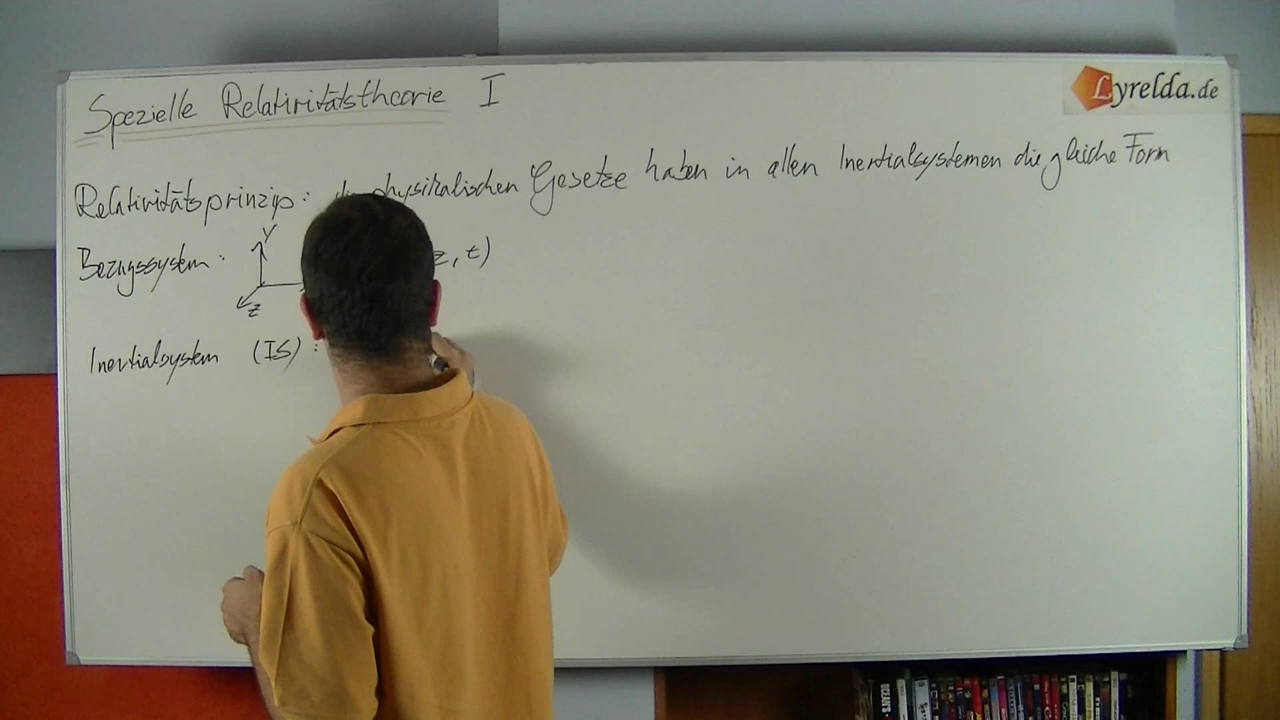 Spezielle Relativitätstheorie I
Lyrelda.de
Relativitätsprinzip: physikalischen Gesetze haben in allen Inertialsystemen die gleiche Form
Bezugssystem: y z z, t)
Inertialsystem (IS):